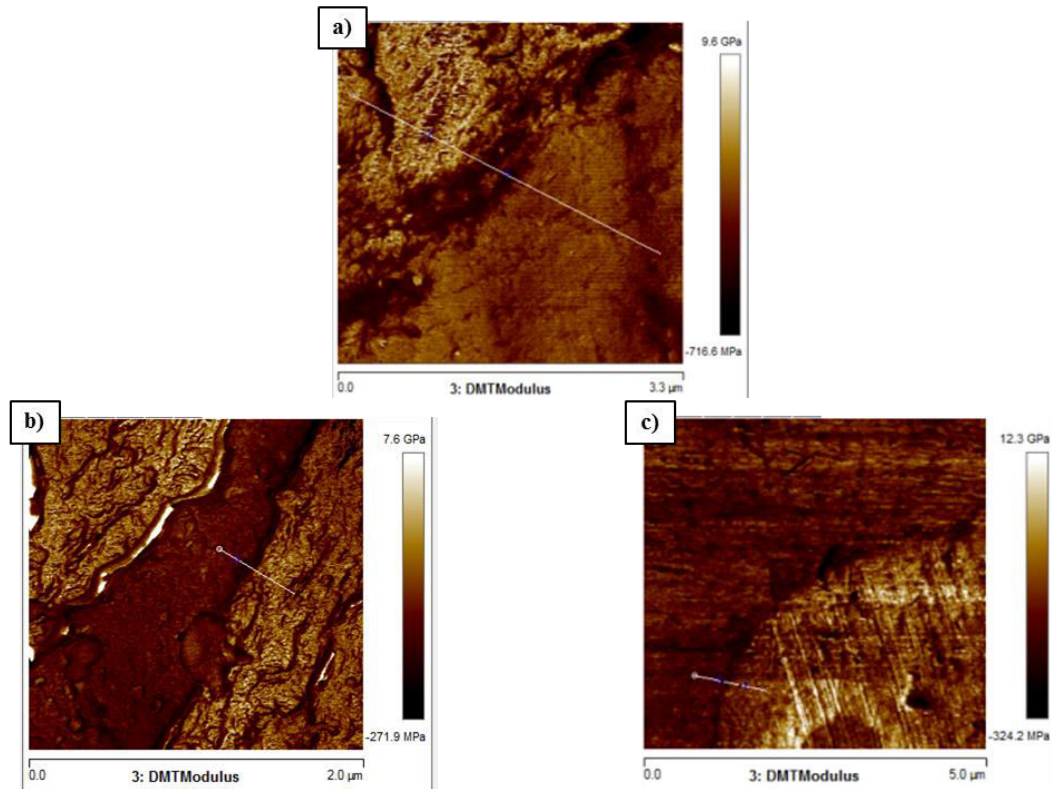 a)
9.6 GPa
-716.6 MPa
0.0
3: DMTModulus
3.3 µm
b)
7.6 GPa
-271.9 MPa
0.0
3: DMTModulus
2.0 µm
c)
12.3 GPa
-324.2 MPa
0.0
3: DMTModulus
5.0 µm